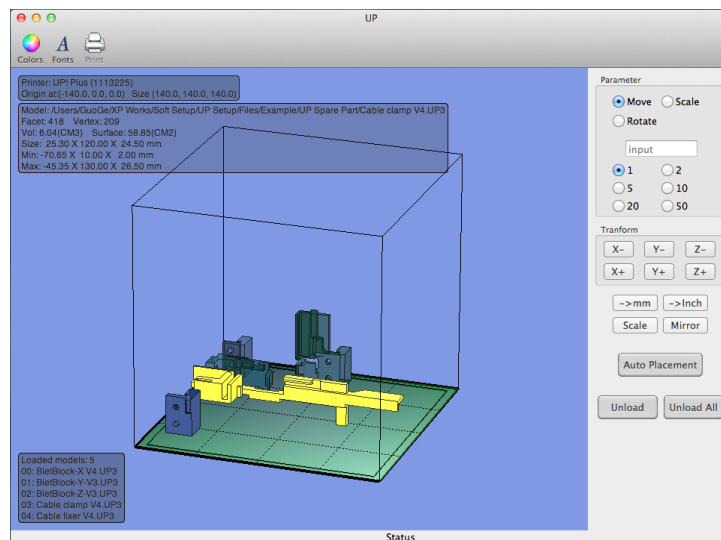 UP
Colors Fonts Print
Printer: UP! Plus (1113225)
Origin at:(-140.0, 0.0, 0.0) Size (140.0, 140.0, 140.0)
Model: /Users/GuoGe/XP Works/Soft Setup/UP Setup/Files/Example/UP Spare Part/Cable clamp V4.UP3
Facet: 418 Vertex: 209
Vol: 6.04(CM3) Surface: 58.85(CM2)
Size: 25.30 X 120.00 X 24.50 mm
Min: -70.65 X 10.00 X 2.00 mm
Max: -45.35 X 130.00 X 26.50 mm
Parameter
Move Scale
Rotate
input
1 2
5 10
20 50
Tranform
X- Y- Z-
X+ Y+ Z+
->mm ->Inch
Scale Mirror
Auto Placement
Unload Unload All
Loaded models: 5
00: BletBlock-X V4.UP3
01: BletBlock-Y-V3.UP3
02: BletBlock-Z-V3.UP3
03: Cable clamp V4.UP3
04: Cable fixer V4.UP3
Status